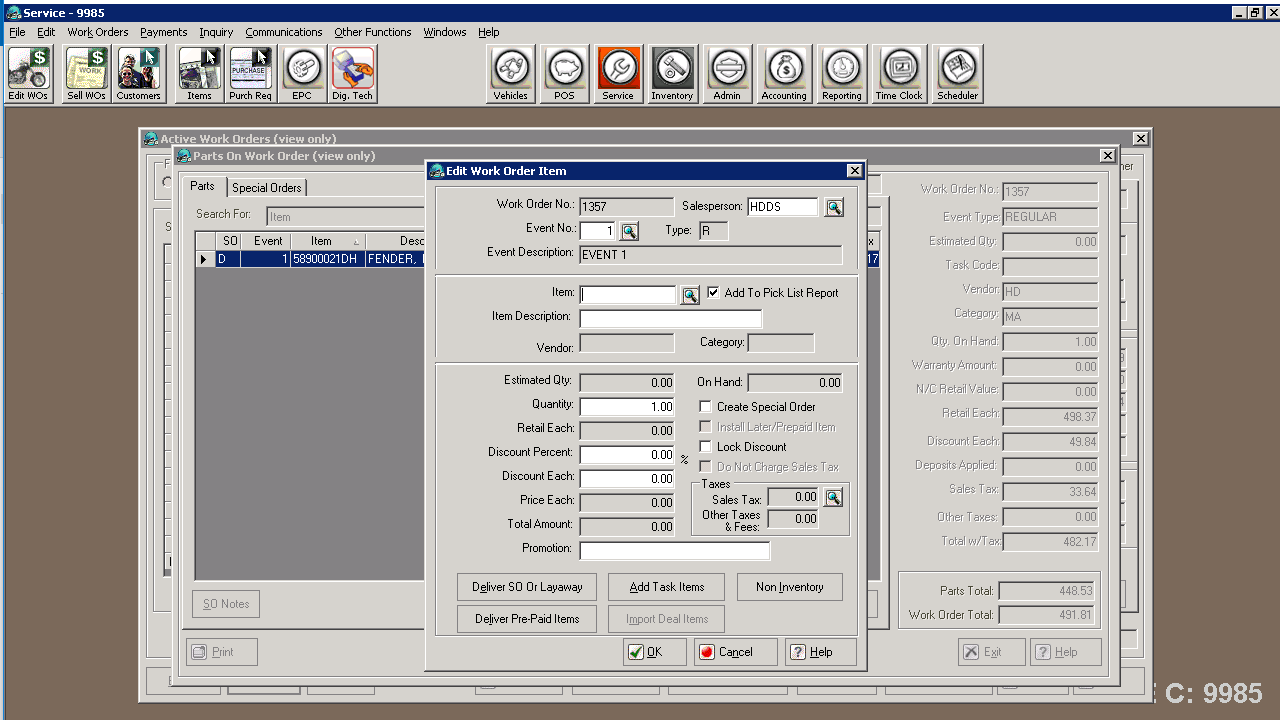 Service - 9985
File Edit Work Orders Payments Inquiry Communications Other Functions Windows Help
Edit WOs Sell WOs Customers Items Purch Req EPC Dig. Tech Vehicles POS Service Inventory Admin Accounting Reporting Time Clock Scheduler
Active Work Orders (view only)
Parts On Work Order (view only)
Edit Work Order Item
Parts Special Orders
Search For: Item
SO Event Item
D 1 58900021DH FENDER,
SO Notes
Print
Work Order No.: 1357 Salesperson: HDDS
Event No.: 1 Type: R
Event Description: EVENT 1
Item: Add To Pick List Report
Item Description:
Vendor: Category:
Estimated Qty: 0.00 On Hand: 0.00
Quantity: 1.00 Create Special Order
Retail Each: 0.00 Install Later/Prepaid Item
Discount Percent: 0.00 % Lock Discount
Discount Each: 0.00 Do Not Charge Sales Tax
Taxes
Price Each: 0.00 Sales Tax: 0.00
Total Amount: 0.00 Other Taxes & Fees: 0.00
Promotion:
Deliver SO Or Layaway Add Task Items Non Inventory
Deliver Pre-Paid Items Import Deal Items
OK Cancel Help
Work Order No.: 1357
Event Type: REGULAR
Estimated Qty: 0.00
Task Code:
Vendor: HD
Category: MA
Qty. On Hand: 1.00
Warranty Amount: 0.00
N/C Retail Value: 0.00
Retail Each: 498.37
Discount Each: 49.84
Deposits Applied: 0.00
Sales Tax: 33.64
Other Taxes: 0.00
Total w/Tax: 482.17
Parts Total: 448.53
Work Order Total: 491.81
Exit Help
C: 9985